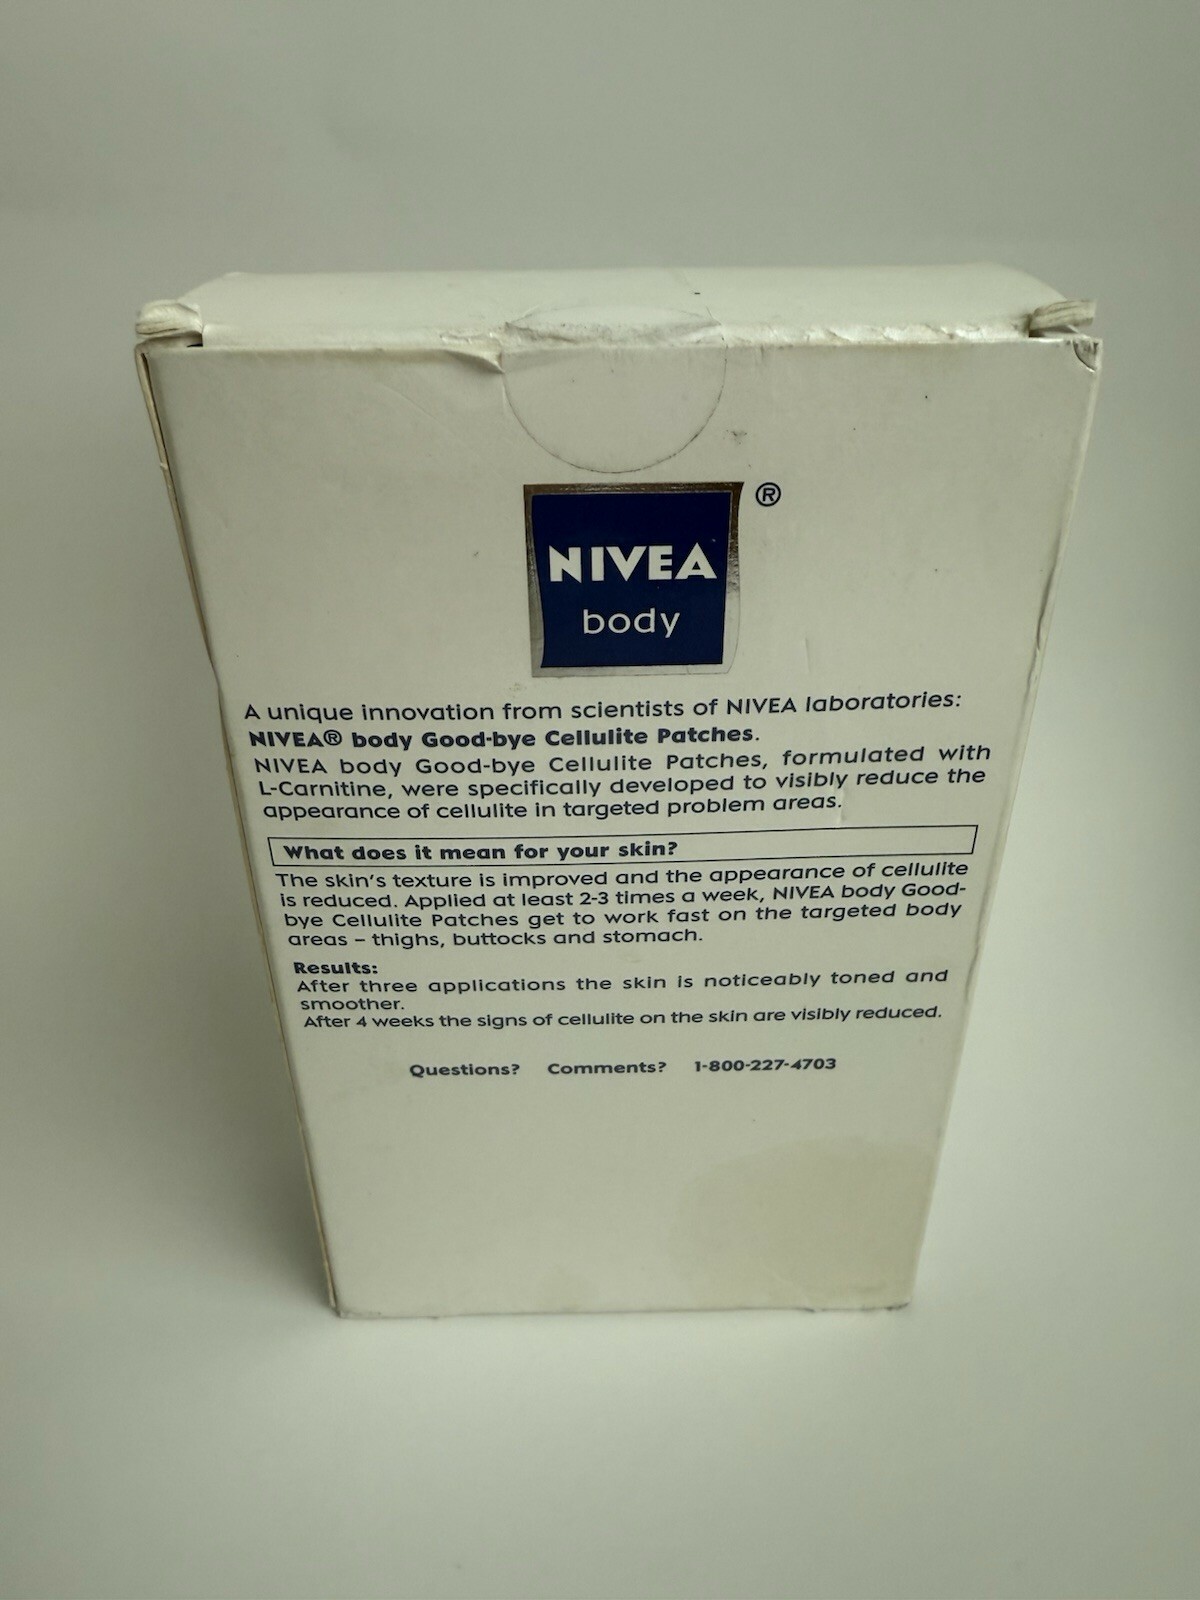 NIVEA
body
®
A unique innovation from scientists of NIVEA laboratories:
NIVEA® body Good-bye Cellulite Patches.
NIVEA body Good-bye Cellulite Patches, formulated with
L-Carnitine, were specifically developed to visibly reduce the
appearance of cellulite in targeted problem areas.
What does it mean for your skin?
The skin's texture is improved and the appearance of cellulite
is reduced. Applied at least 2-3 times a week, NIVEA body Good-
bye Cellulite Patches get to work fast on the targeted body
areas – thighs, buttocks and stomach.
Results:
After three applications the skin is noticeably toned and
smoother.
After 4 weeks the signs of cellulite on the skin are visibly reduced.
Questions? Comments? 1-800-227-4703